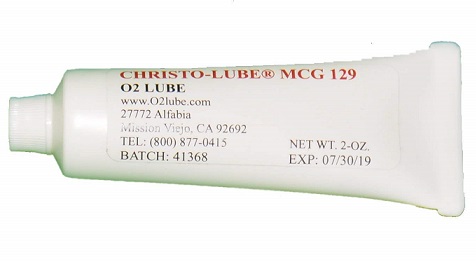 CHRISTO-LUBE® MCG 129
O2 LUBE
www.O2lube.com
27772 Alfabia
Mission Viejo, CA 92692
TEL: (800) 877-0415 NET WT. 2-OZ.
BATCH: 41368 EXP: 07/30/19